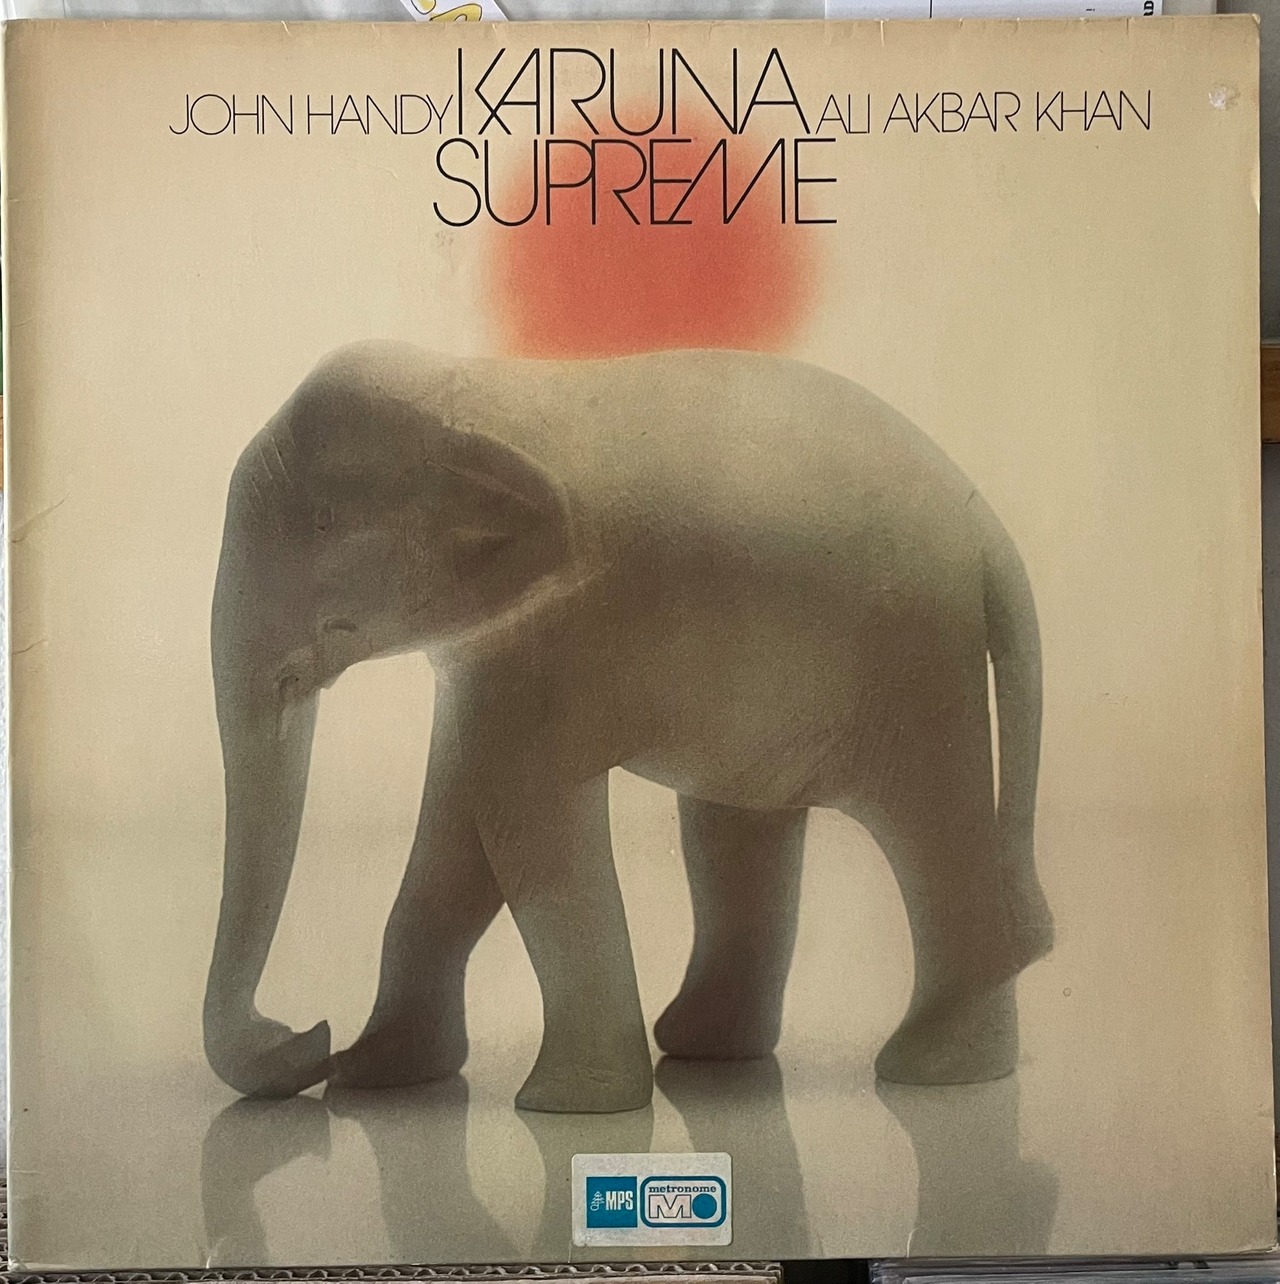 JOHN HANDY KARUNA ALI AKBAR KHAN
SUPREME
MPS
metronome